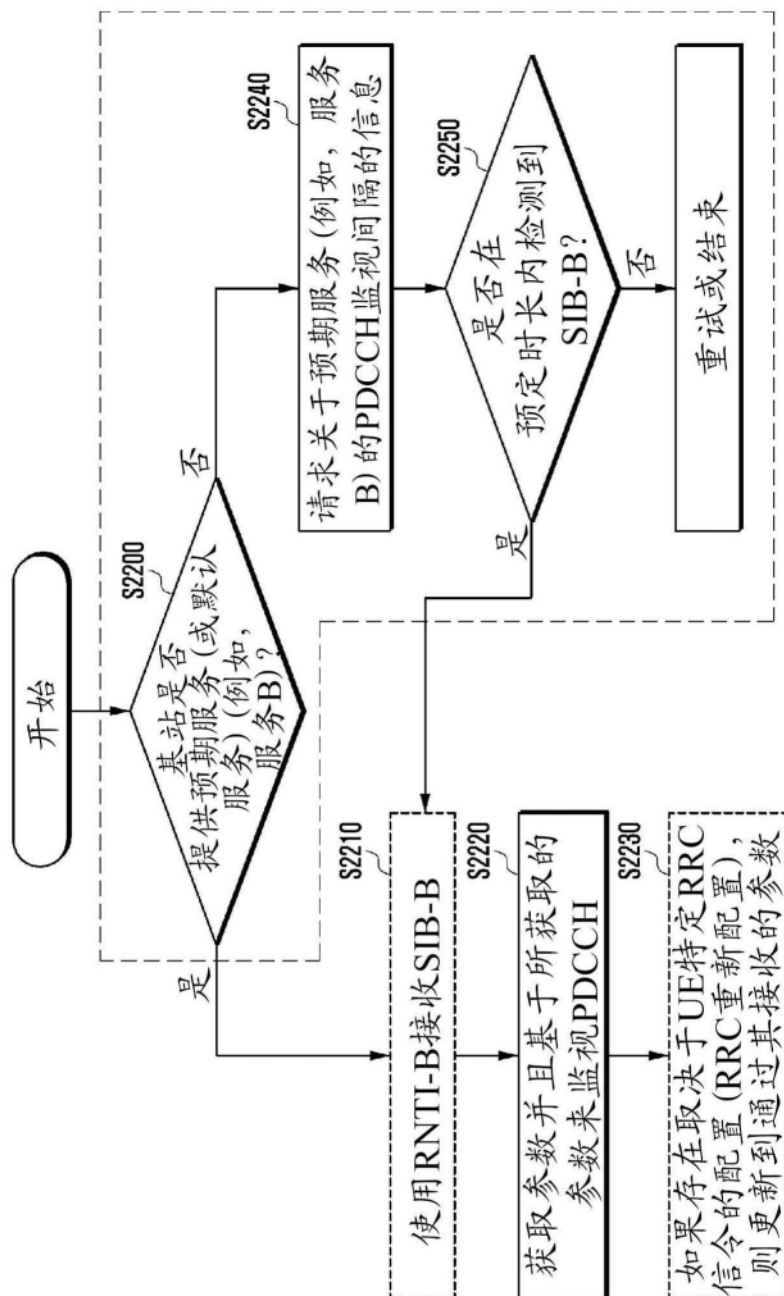 开始
S2200
基站是否
提供预期服务(或默认
服务)(例如,
服务B)?
是
否
S2240
请求关于预期服务(例如，服务
B)的PDCCH监视间隔的信息
S2250
是否在
预定时长内检测到
SIB-B?
是
否
重试或结束
S2210
使用RNTI-B接收SIB-B
S2220
获取参数并且基于所获取的
参数来监视PDCCH
S2230
如果存在取决于UE特定RRC
信令的配置(RRC重新配置),
则更新到通过其接收的参数